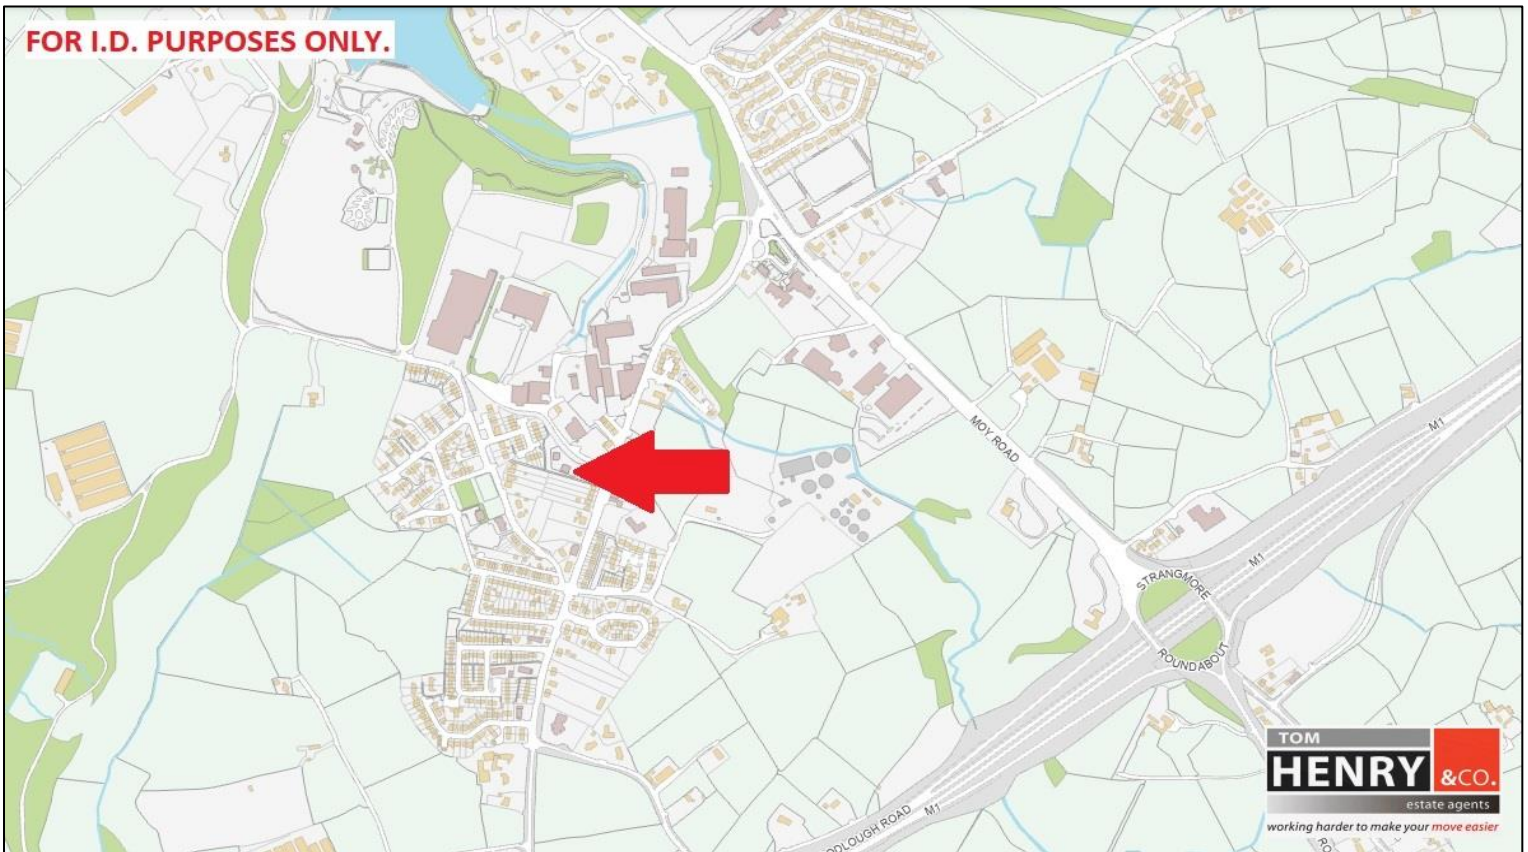 FOR I.D. PURPOSES ONLY.
MOY ROAD
M1
M1
STRANGMORE
ROUNDABOUT
M1
TOM
HENRY &CO.
estate agents
working harder to make your move easier